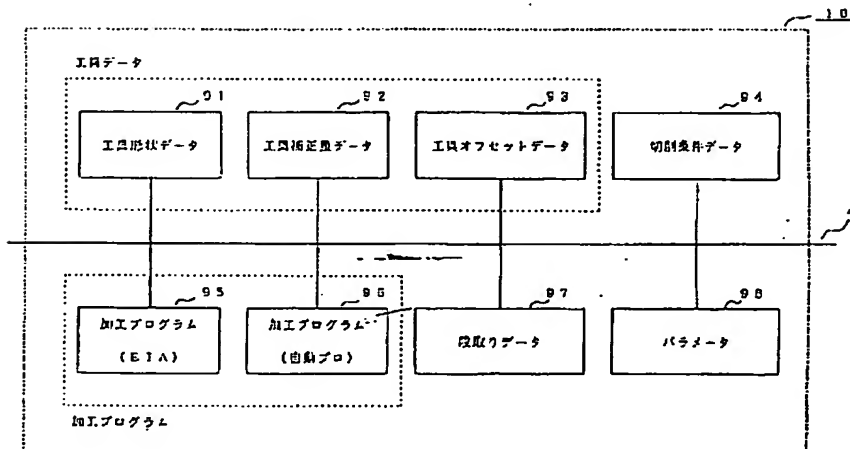 10
工具データ
91
92
93
94
工具形状データ
工具補正量データ
工具オフセットデータ
切削条件データ
95
96
97
98
加工プログラム
(EIA)
加工プログラム
(自動プロ)
段取りデータ
パラメータ
加工プログラム